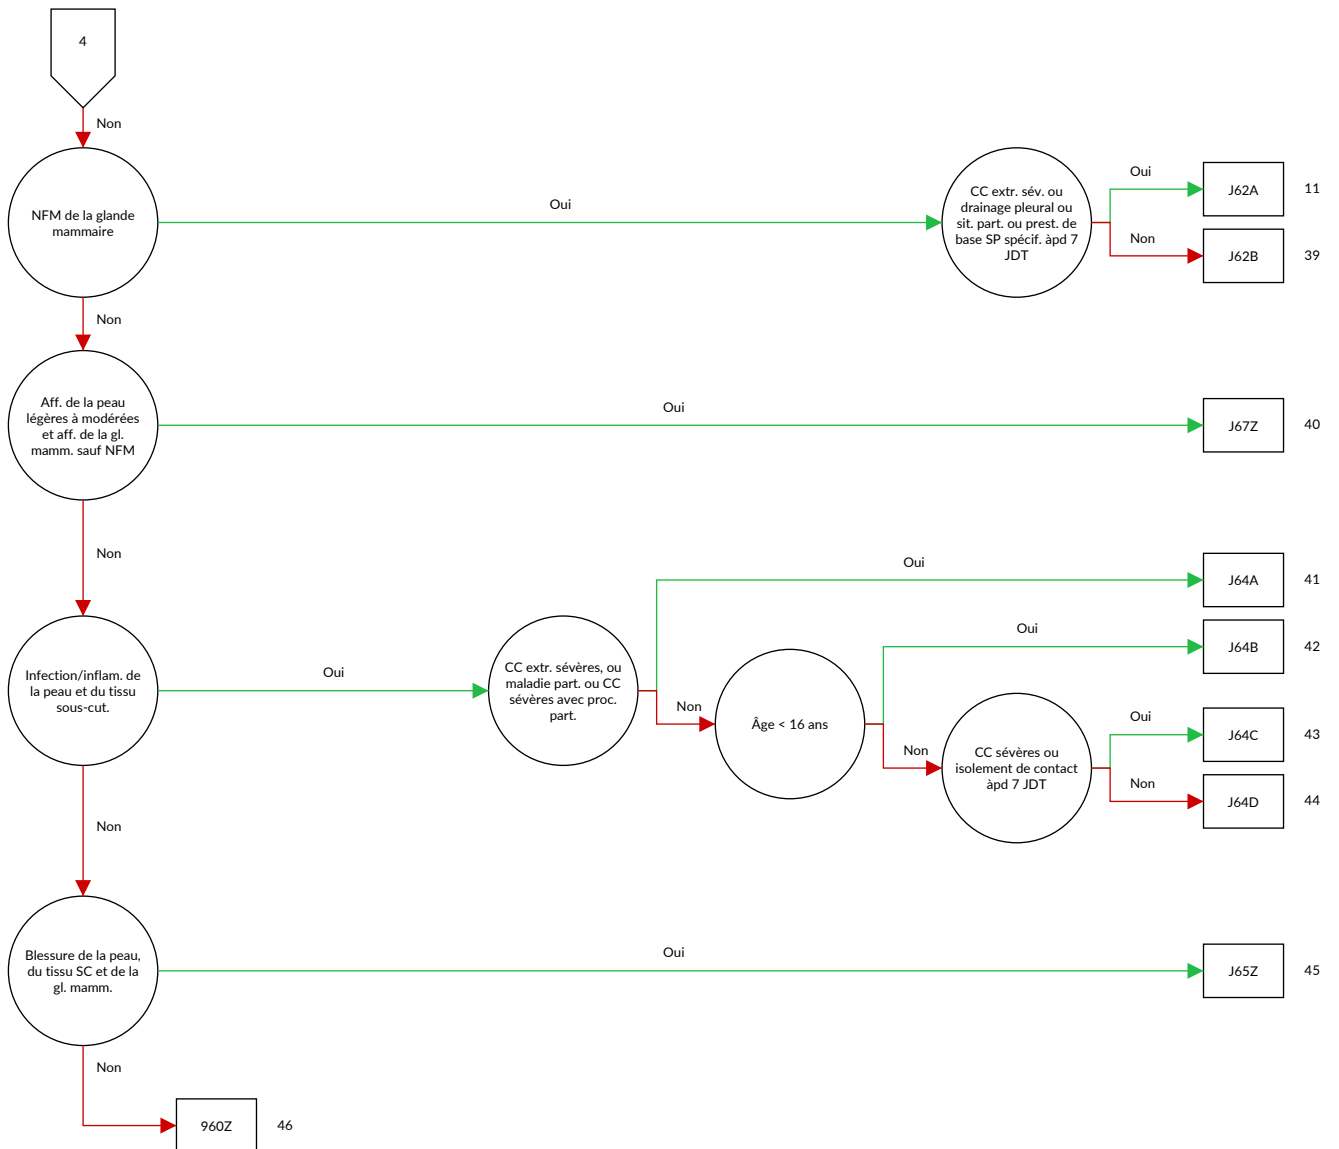 4
Non
NFM de la glande
mammaire
Oui
CC extr. sév. ou
drainage pleural ou
sit. part. ou prest. de
base SP spécif. àpd 7
JDT
Oui
J62A
11
Non
J62B
39
Non
Aff. de la peau
légères à modérées
et aff. de la gl.
mamm. sauf NFM
Oui
J67Z
40
Non
Infection/inflam. de
la peau et du tissu
sous-cut.
Oui
CC extr. sévères, ou
maladie part. ou CC
sévères avec proc.
part.
Oui
J64A
41
Non
Âge < 16 ans
Oui
J64B
42
Non
CC sévères ou
isolement de contact
àpd 7 JDT
Oui
J64C
43
Non
J64D
44
Non
Blessure de la peau,
du tissu SC et de la
gl. mamm.
Oui
J65Z
45
Non
960Z
46